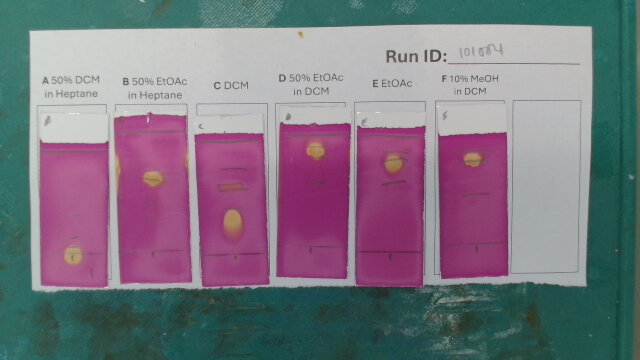 Run ID: 101004
A 50% DCM
in Heptane
B 50% EtOAc
in Heptane
C DCM
D 50% EtOAc
in DCM
E EtOAc
F 10% MeOH
in DCM